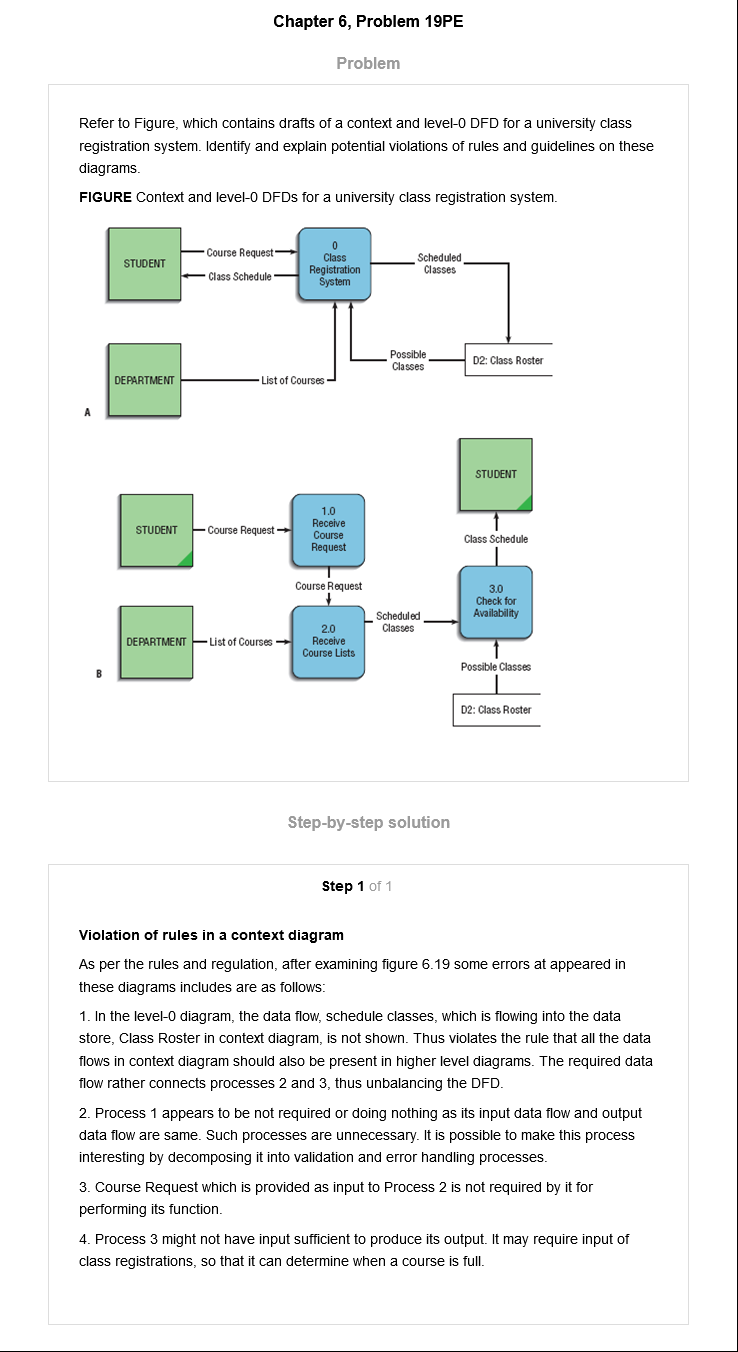 Chapter 6, Problem 19PE
Problem
Refer to Figure, which contains drafts of a context and level-0 DFD for a university class
registration system. Identify and explain potential violations of rules and guidelines on these
diagrams.
FIGURE Context and level-0 DFDs for a university class registration system.
STUDENT
Course Request
Class Schedule
0
Class
Registration
System
Scheduled
Classes
DEPARTMENT
List of Courses
Possible
Classes
D2: Class Roster
A
STUDENT
STUDENT
Course Request
1.0
Receive
Course
Request
Class Schedule
Course Request
3.0
Check for
Availability
DEPARTMENT
List of Courses
2.0
Receive
Course Lists
Scheduled
Classes
Possible Classes
B
D2: Class Roster
Step-by-step solution
Step 1 of 1
Violation of rules in a context diagram
As per the rules and regulation, after examining figure 6.19 some errors at appeared in
these diagrams includes are as follows:
1. In the level-0 diagram, the data flow, schedule classes, which is flowing into the data
store, Class Roster in context diagram, is not shown. Thus violates the rule that all the data
flows in context diagram should also be present in higher level diagrams. The required data
flow rather connects processes 2 and 3, thus unbalancing the DFD.
2. Process 1 appears to be not required or doing nothing as its input data flow and output
data flow are same. Such processes are unnecessary. It is possible to make this process
interesting by decomposing it into validation and error handling processes.
3. Course Request which is provided as input to Process 2 is not required by it for
performing its function.
4. Process 3 might not have input sufficient to produce its output. It may require input of
class registrations, so that it can determine when a course is full.